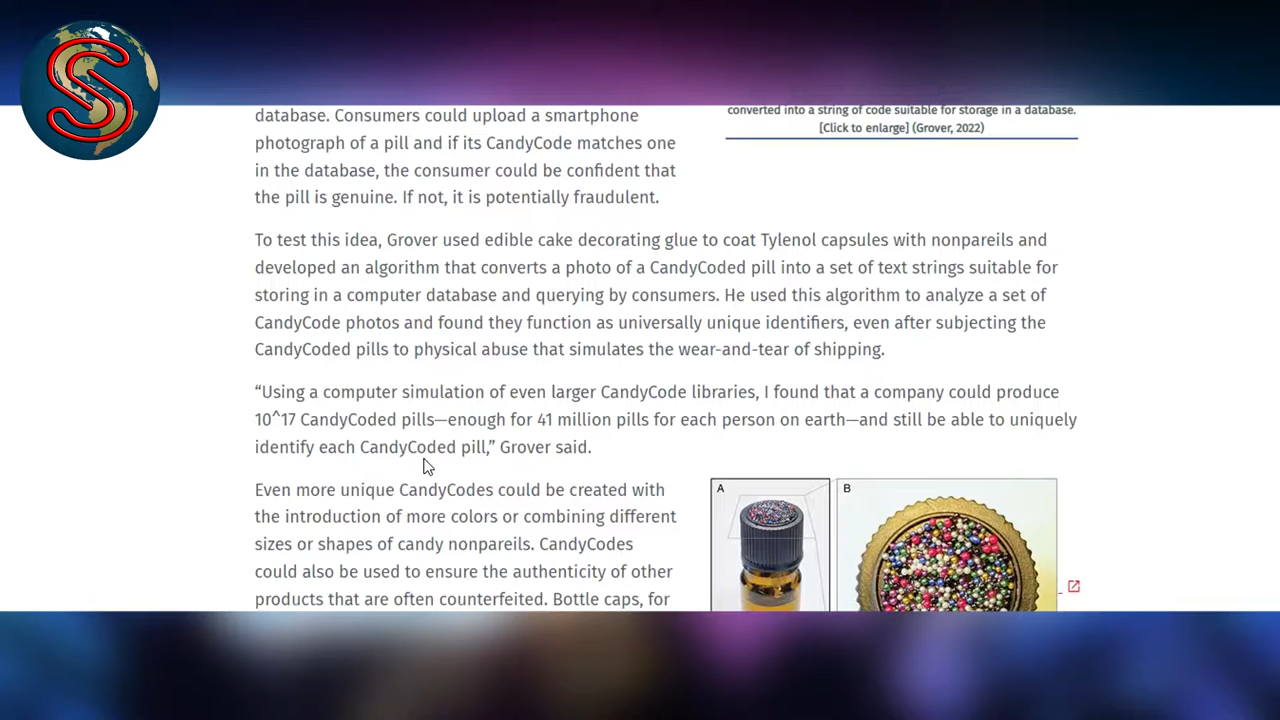 S
converted into a string of code suitable for storage in a database.
[Click to enlarge] (Grover, 2022)
database. Consumers could upload a smartphone
photograph of a pill and if its CandyCode matches one
in the database, the consumer could be confident that
the pill is genuine. If not, it is potentially fraudulent.
To test this idea, Grover used edible cake decorating glue to coat Tylenol capsules with nonpareils and
developed an algorithm that converts a photo of a CandyCoded pill into a set of text strings suitable for
storing in a computer database and querying by consumers. He used this algorithm to analyze a set of
CandyCode photos and found they function as universally unique identifiers, even after subjecting the
CandyCoded pills to physical abuse that simulates the wear-and-tear of shipping.
“Using a computer simulation of even larger CandyCode libraries, I found that a company could produce
10^17 CandyCoded pills—enough for 41 million pills for each person on earth—and still be able to uniquely
identify each CandyCoded pill,” Grover said.
Even more unique CandyCodes could be created with
the introduction of more colors or combining different
sizes or shapes of candy nonpareils. CandyCodes
could also be used to ensure the authenticity of other
products that are often counterfeited. Bottle caps, for
A
B